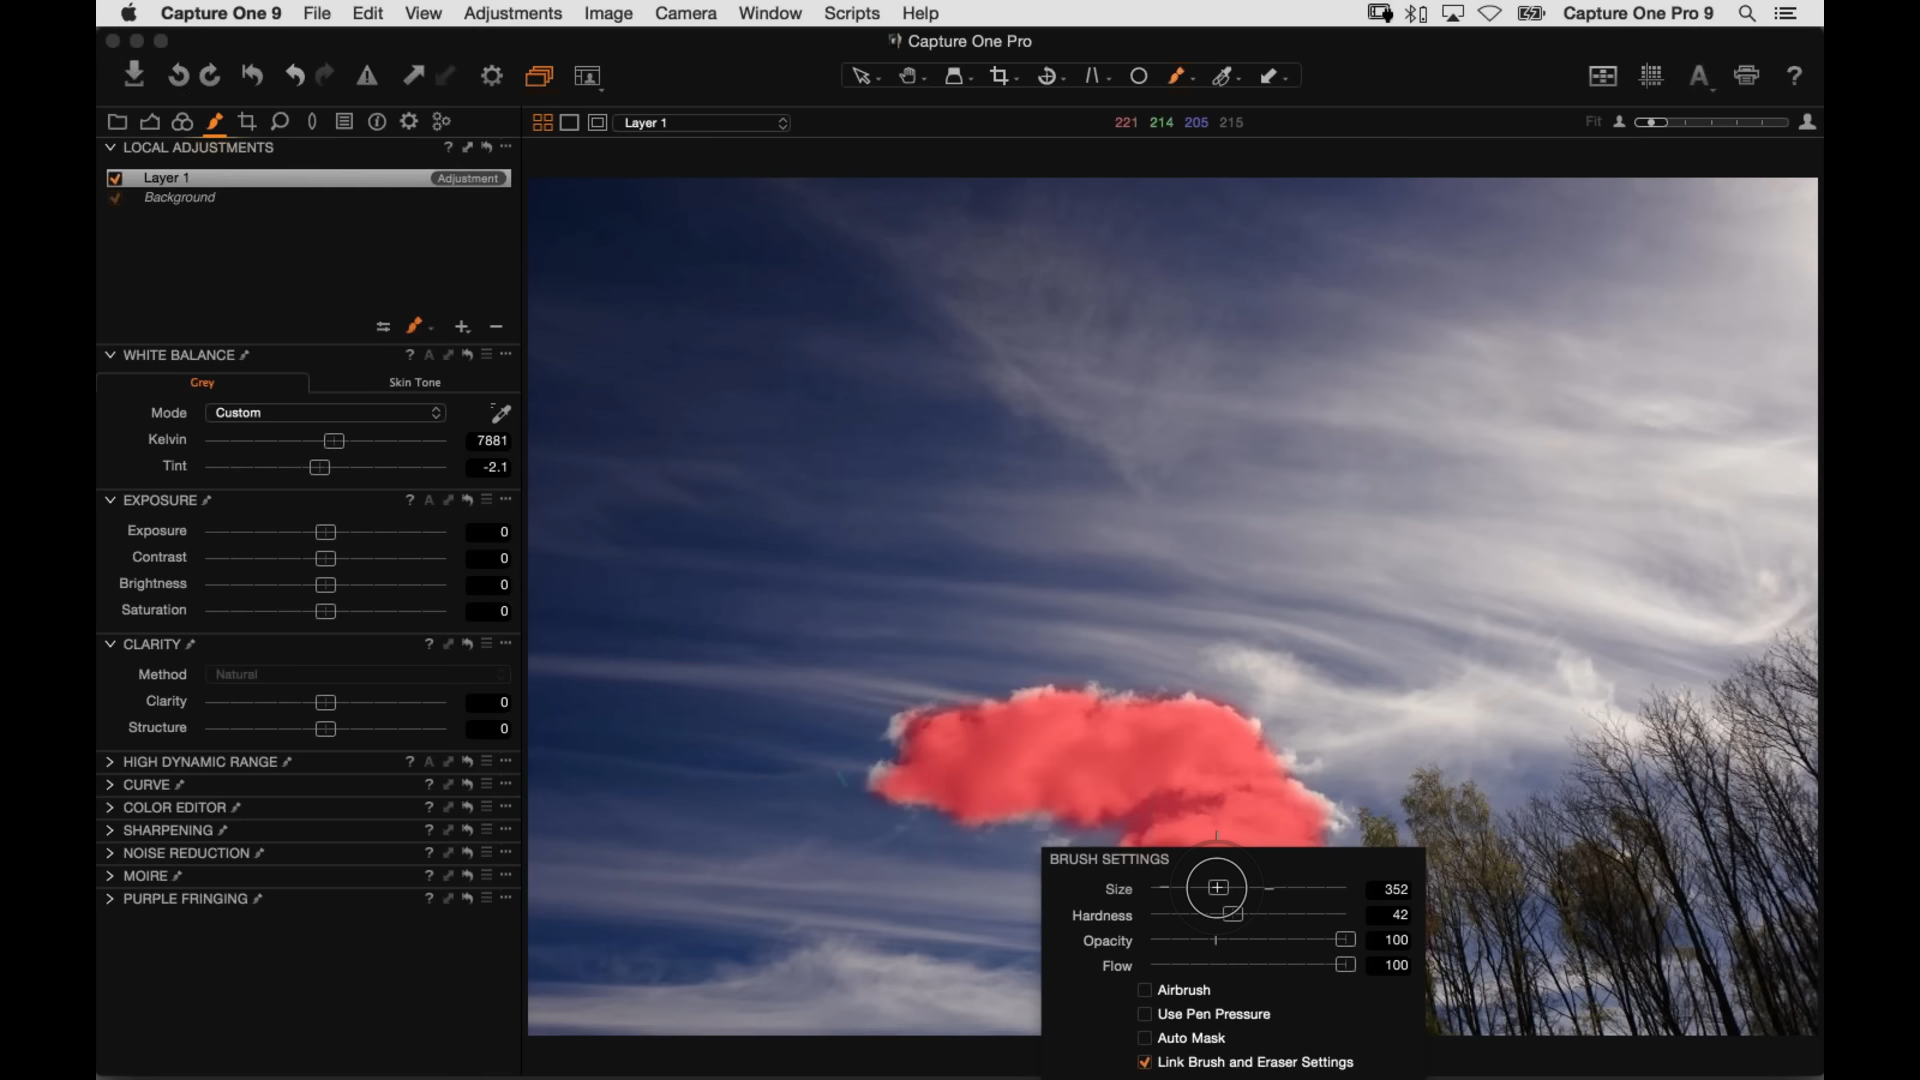 Capture One 9 File Edit View Adjustments Image Camera Window Scripts Help Capture One Pro 9
Capture One Pro
A ?
Layer 1 221 214 205 215 Fit
LOCAL ADJUSTMENTS ?
Layer 1 Adjustment
Background
WHITE BALANCE ? A
Grey Skin Tone
Mode Custom
Kelvin 7881
Tint -2.1
EXPOSURE ? A
Exposure 0
Contrast 0
Brightness 0
Saturation 0
CLARITY ?
Method Natural
Clarity 0
Structure 0
HIGH DYNAMIC RANGE ? A
CURVE ?
COLOR EDITOR ?
SHARPENING ?
NOISE REDUCTION ?
MOIRE ?
PURPLE FRINGING ?
BRUSH SETTINGS
Size 352
Hardness 42
Opacity 100
Flow 100
Airbrush
Use Pen Pressure
Auto Mask
Link Brush and Eraser Settings